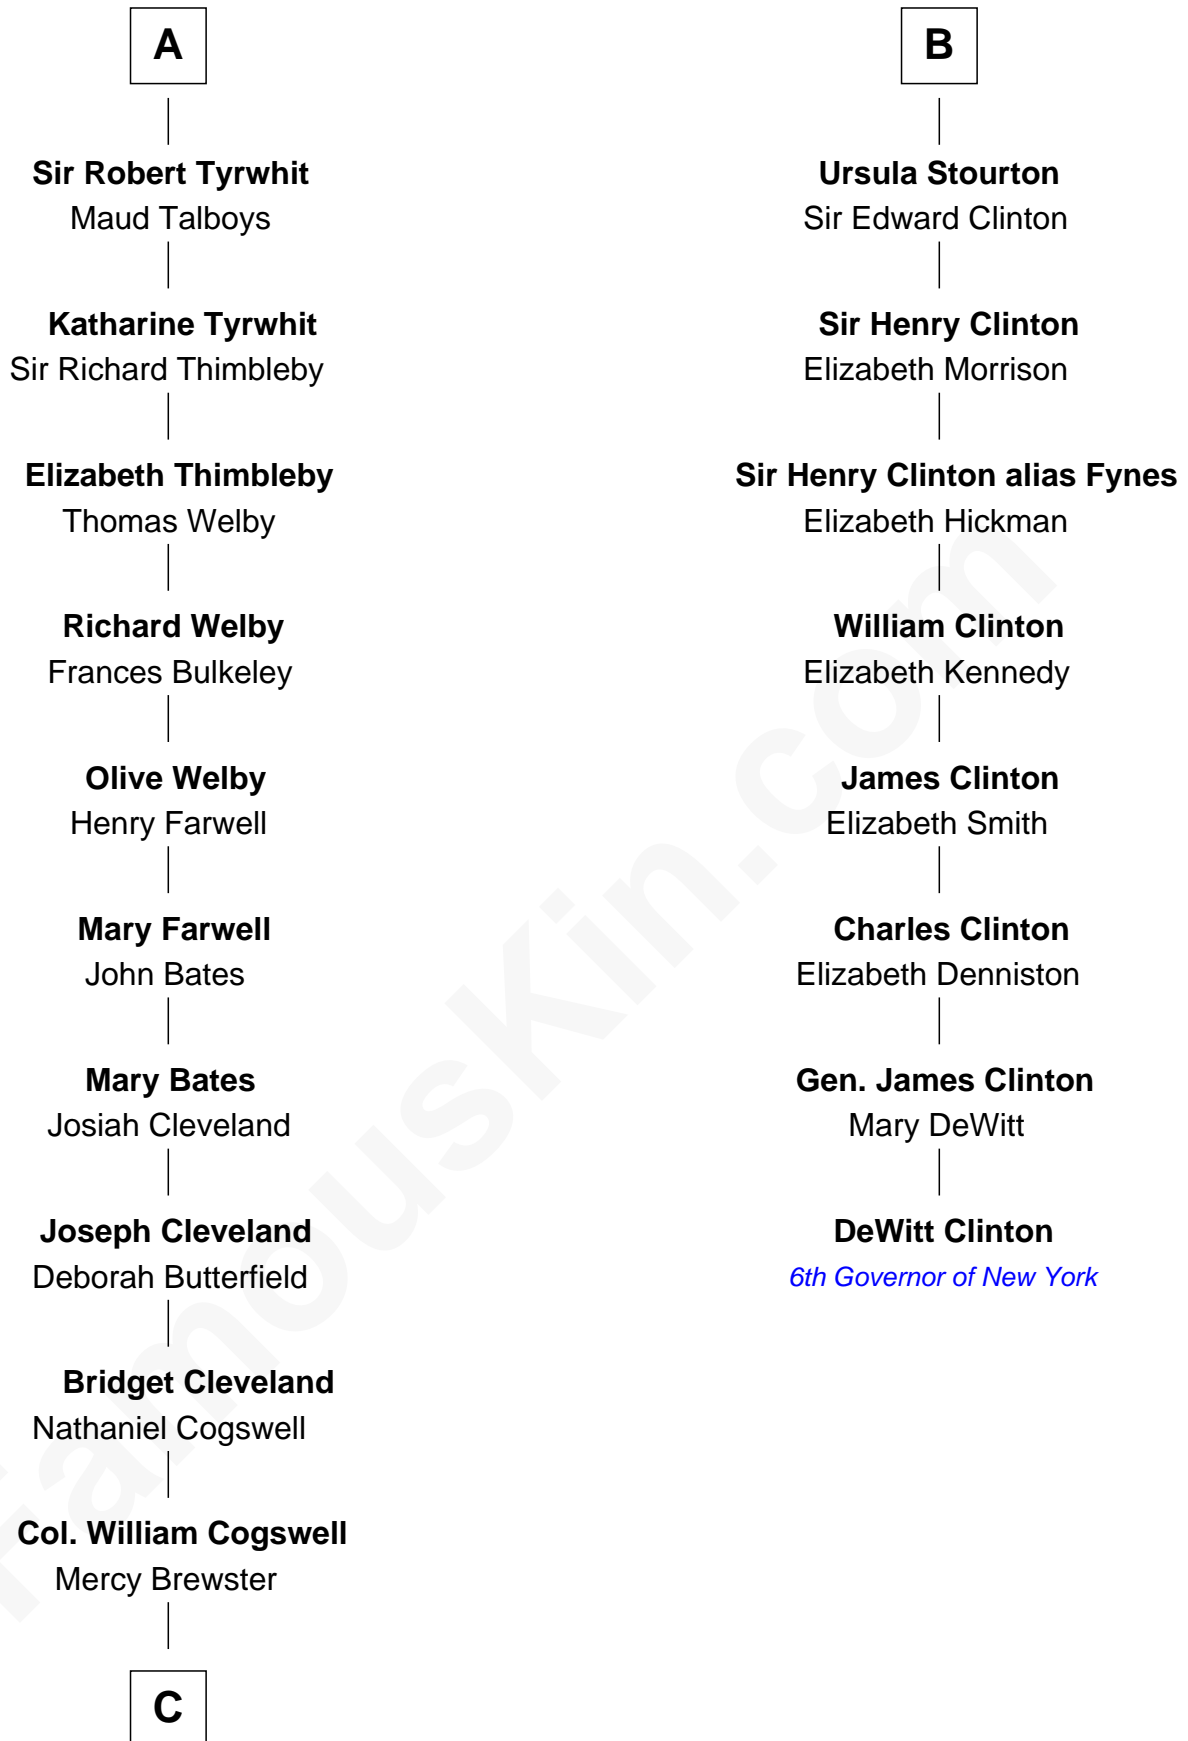 A
Sir Robert Tyrwhit
Maud Talboys
Katharine Tyrwhit
Sir Richard Thimbleby
Elizabeth Thimbleby
Thomas Welby
Richard Welby
Frances Bulkeley
Olive Welby
Henry Farwell
Mary Farwell
John Bates
Mary Bates
Josiah Cleveland
Joseph Cleveland
Deborah Butterfield
Bridget Cleveland
Nathaniel Cogswell
Col. William Cogswell
Mercy Brewster
C
B
Ursula Stourton
Sir Edward Clinton
Sir Henry Clinton
Elizabeth Morrison
Sir Henry Clinton alias Fynes
Elizabeth Hickman
William Clinton
Elizabeth Kennedy
James Clinton
Elizabeth Smith
Charles Clinton
Elizabeth Denniston
Gen. James Clinton
Mary DeWitt
DeWitt Clinton
6th Governor of New York
FamousKin.com